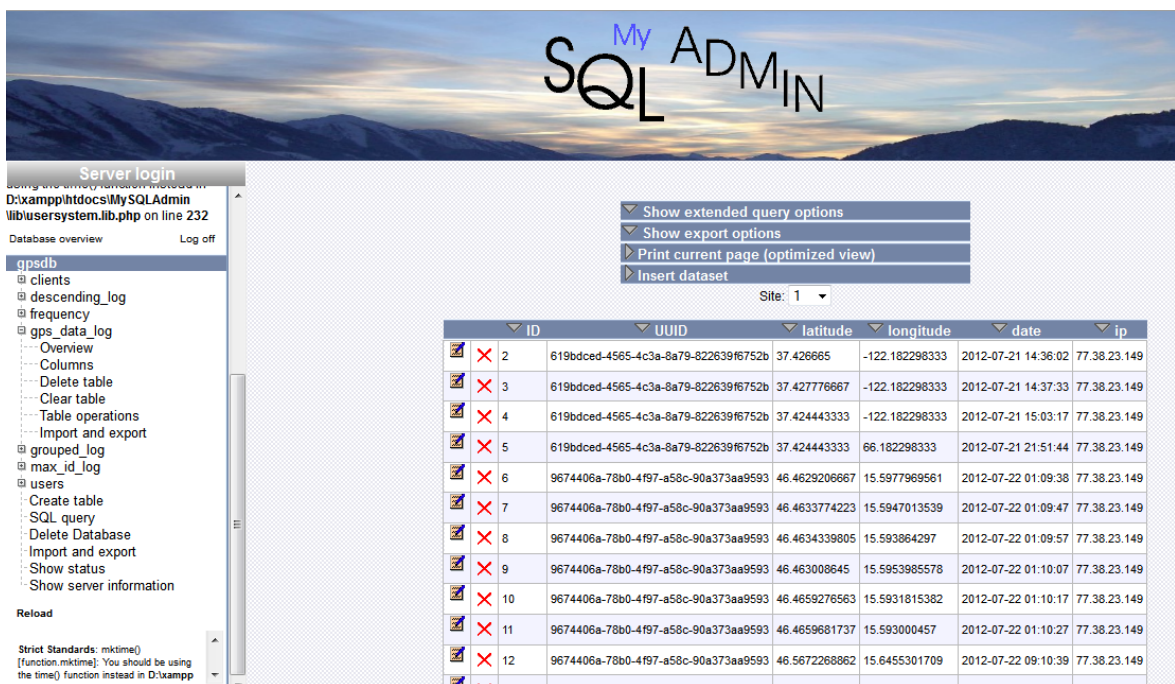 My SQL ADMIN
Server login
D:\xampp\htdocs\MySQLAdmin
\lib\usersystem.lib.php on line 232
Database overview Log off
gpsdb
clients
descending_log
frequency
gps_data_log
Overview
Columns
Delete table
Clear table
Table operations
Import and export
grouped_log
max_id_log
users
Create table
SQL query
Delete Database
Import and export
Show status
Show server information
Reload
Strict Standards: mktime()
[function.mktime]: You should be using
the time() function instead in D:\xampp
Show extended query options
Show export options
Print current page (optimized view)
Insert dataset
Site: 1
ID UUID latitude longitude date ip
2 619bdced-4565-4c3a-8a79-822639f6752b 37.426665 -122.182298333 2012-07-21 14:36:02 77.38.23.149
3 619bdced-4565-4c3a-8a79-822639f6752b 37.427776667 -122.182298333 2012-07-21 14:37:33 77.38.23.149
4 619bdced-4565-4c3a-8a79-822639f6752b 37.424443333 -122.182298333 2012-07-21 15:03:17 77.38.23.149
5 619bdced-4565-4c3a-8a79-822639f6752b 37.424443333 66.182298333 2012-07-21 21:51:44 77.38.23.149
6 9674406a-78b0-4f97-a58c-90a373aa9593 46.4629206667 15.5977969561 2012-07-22 01:09:38 77.38.23.149
7 9674406a-78b0-4f97-a58c-90a373aa9593 46.4633774223 15.5947013539 2012-07-22 01:09:47 77.38.23.149
8 9674406a-78b0-4f97-a58c-90a373aa9593 46.4634339805 15.593864297 2012-07-22 01:09:57 77.38.23.149
9 9674406a-78b0-4f97-a58c-90a373aa9593 46.463008645 15.5953985578 2012-07-22 01:10:07 77.38.23.149
10 9674406a-78b0-4f97-a58c-90a373aa9593 46.4659276563 15.5931815382 2012-07-22 01:10:17 77.38.23.149
11 9674406a-78b0-4f97-a58c-90a373aa9593 46.4659681737 15.593000457 2012-07-22 01:10:27 77.38.23.149
12 9674406a-78b0-4f97-a58c-90a373aa9593 46.5672268862 15.6455301709 2012-07-22 09:10:39 77.38.23.149